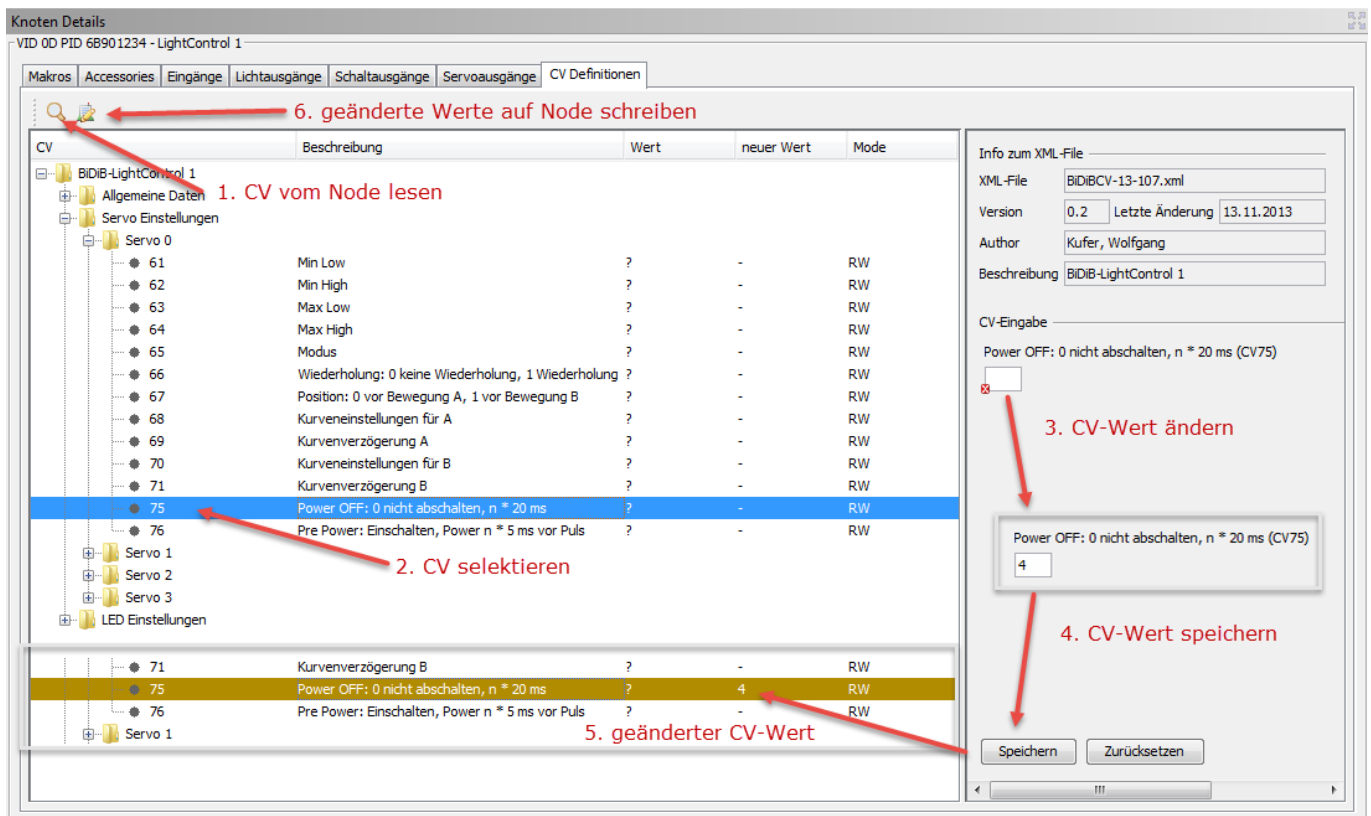 Knoten Details
VID 0D PID 6B901234 - LightControl 1
Makros Accessories Eingänge Lichtausgänge Schaltausgänge Servoausgänge CV Definitionen
6. geänderte Werte auf Node schreiben
CV Beschreibung Wert neuer Wert Mode
BiDiB-LightControl 1
Allgemeine Daten
1. CV vom Node lesen
Servo Einstellungen
Servo 0
61 Min Low ? - RW
62 Min High ? - RW
63 Max Low ? - RW
64 Max High ? - RW
65 Modus ? - RW
66 Wiederholung: 0 keine Wiederholung, 1 Wiederholung ? - RW
67 Position: 0 vor Bewegung A, 1 vor Bewegung B ? - RW
68 Kurveneinstellungen für A ? - RW
69 Kurvenverzögerung A ? - RW
70 Kurveneinstellungen für B ? - RW
71 Kurvenverzögerung B ? - RW
75 Power OFF: 0 nicht abschalten, n * 20 ms ? - RW
76 Pre Power: Einschalten, Power n * 5 ms vor Puls ? - RW
Servo 1
2. CV selektieren
Servo 2
Servo 3
LED Einstellungen
71 Kurvenverzögerung B ? - RW
75 Power OFF: 0 nicht abschalten, n * 20 ms ? 4 RW
76 Pre Power: Einschalten, Power n * 5 ms vor Puls ? - RW
Servo 1
5. geänderter CV-Wert
Info zum XML-File
XML-File BiDiBCV-13-107.xml
Version 0.2 Letzte Änderung 13.11.2013
Author Kufer, Wolfgang
Beschreibung BiDiB-LightControl 1
CV-Eingabe
Power OFF: 0 nicht abschalten, n * 20 ms (CV75)
3. CV-Wert ändern
Power OFF: 0 nicht abschalten, n * 20 ms (CV75)
4
4. CV-Wert speichern
Speichern Zurücksetzen